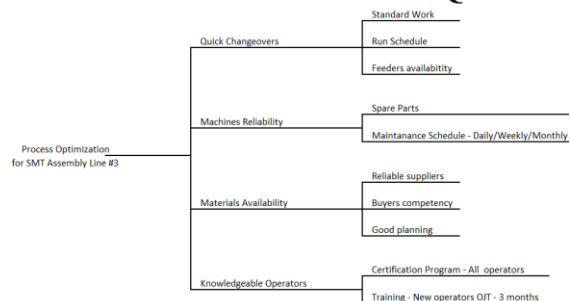 Standard Work
Quick Changeovers
Run Schedule
Feeders availabitity
Spare Parts
Machines Reliability
Maintanance Schedule - Daily/Weekly/Monthly
Process Optimization
for SMT Assembly Line #3
Reliable suppliers
Materials Availability
Buyers competency
Good planning
Certification Program - All operators
Knowledgeable Operators
Training - New operators OJT - 3 months